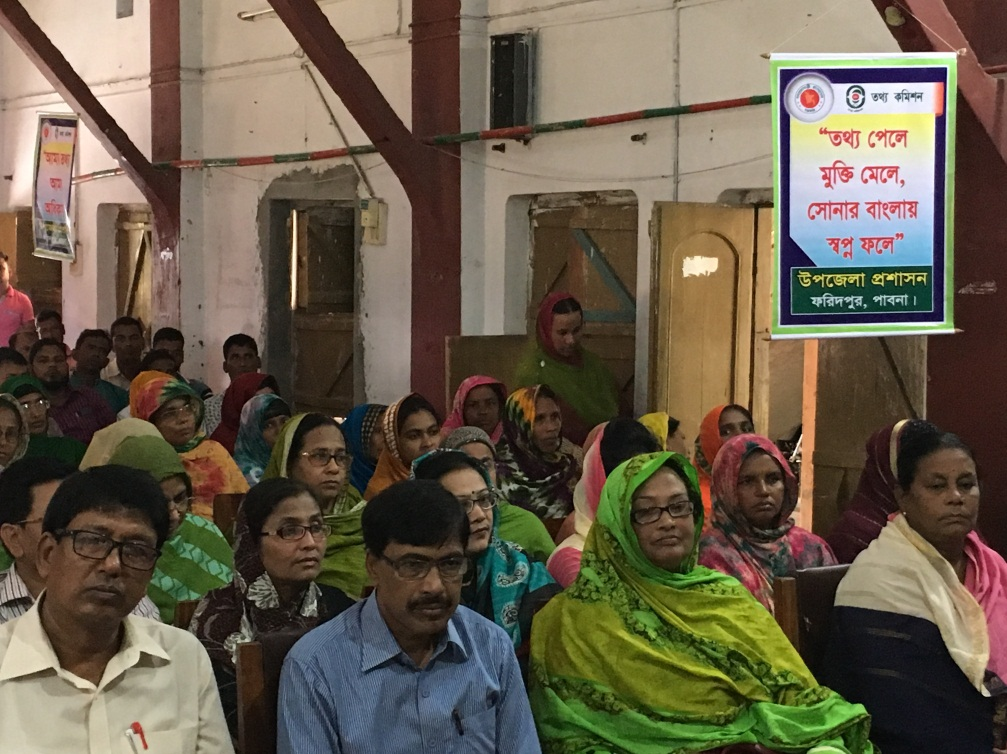 তথ্য কমিশন
“তথ্য পেলে
মুক্তি মেলে,
সোনার বাংলায়
স্বপ্ন ফলে”
উপজেলা প্রশাসন
ফরিদপুর, পাবনা।